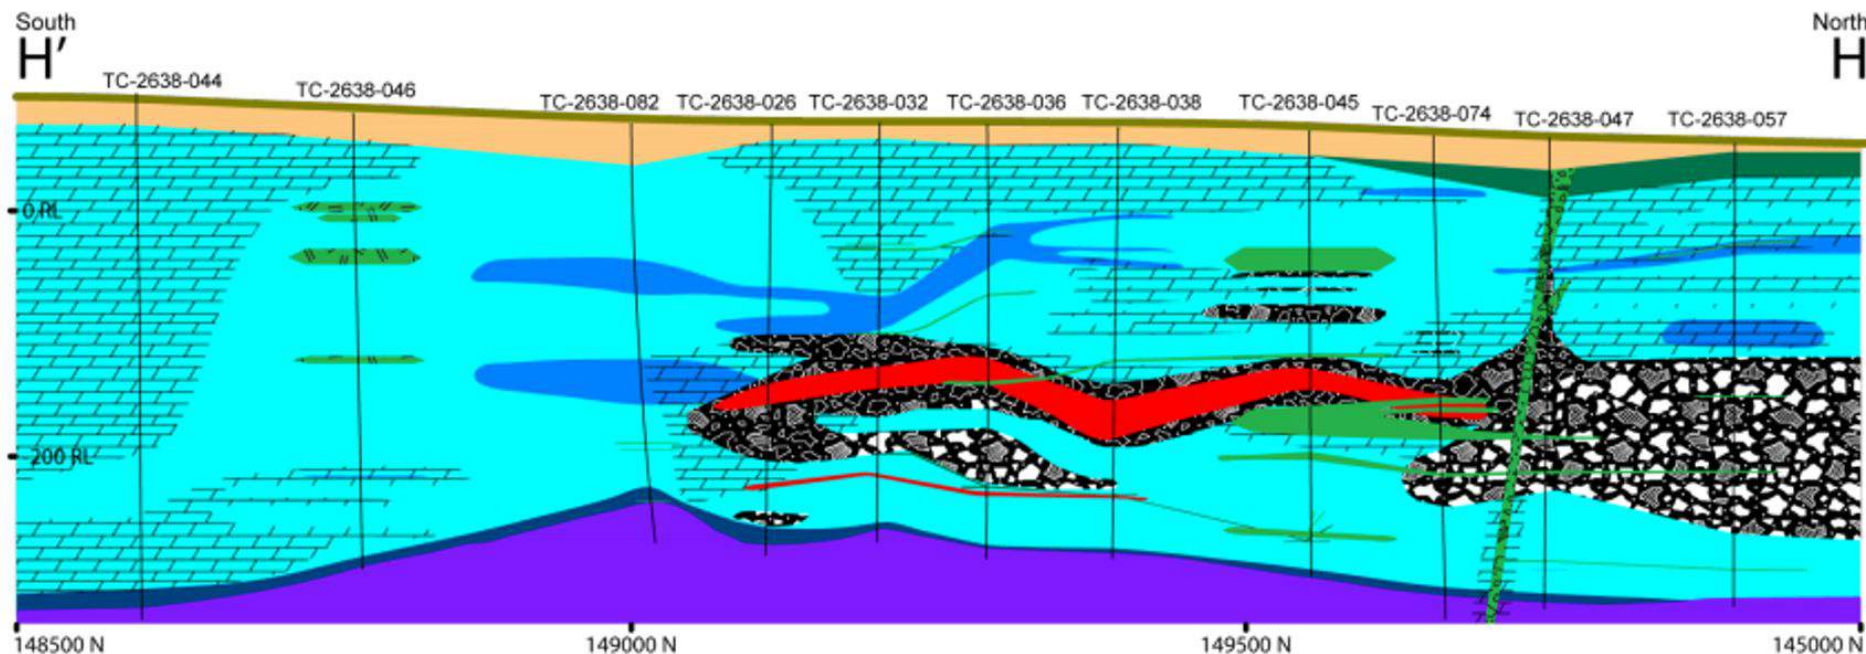 South
North
H′
H
TC-2638-044
TC-2638-046
TC-2638-082
TC-2638-026
TC-2638-032
TC-2638-036
TC-2638-038
TC-2638-045
TC-2638-074
TC-2638-047
TC-2638-057
0 RL
-200 RL
148500 N
149000 N
149500 N
145000 N